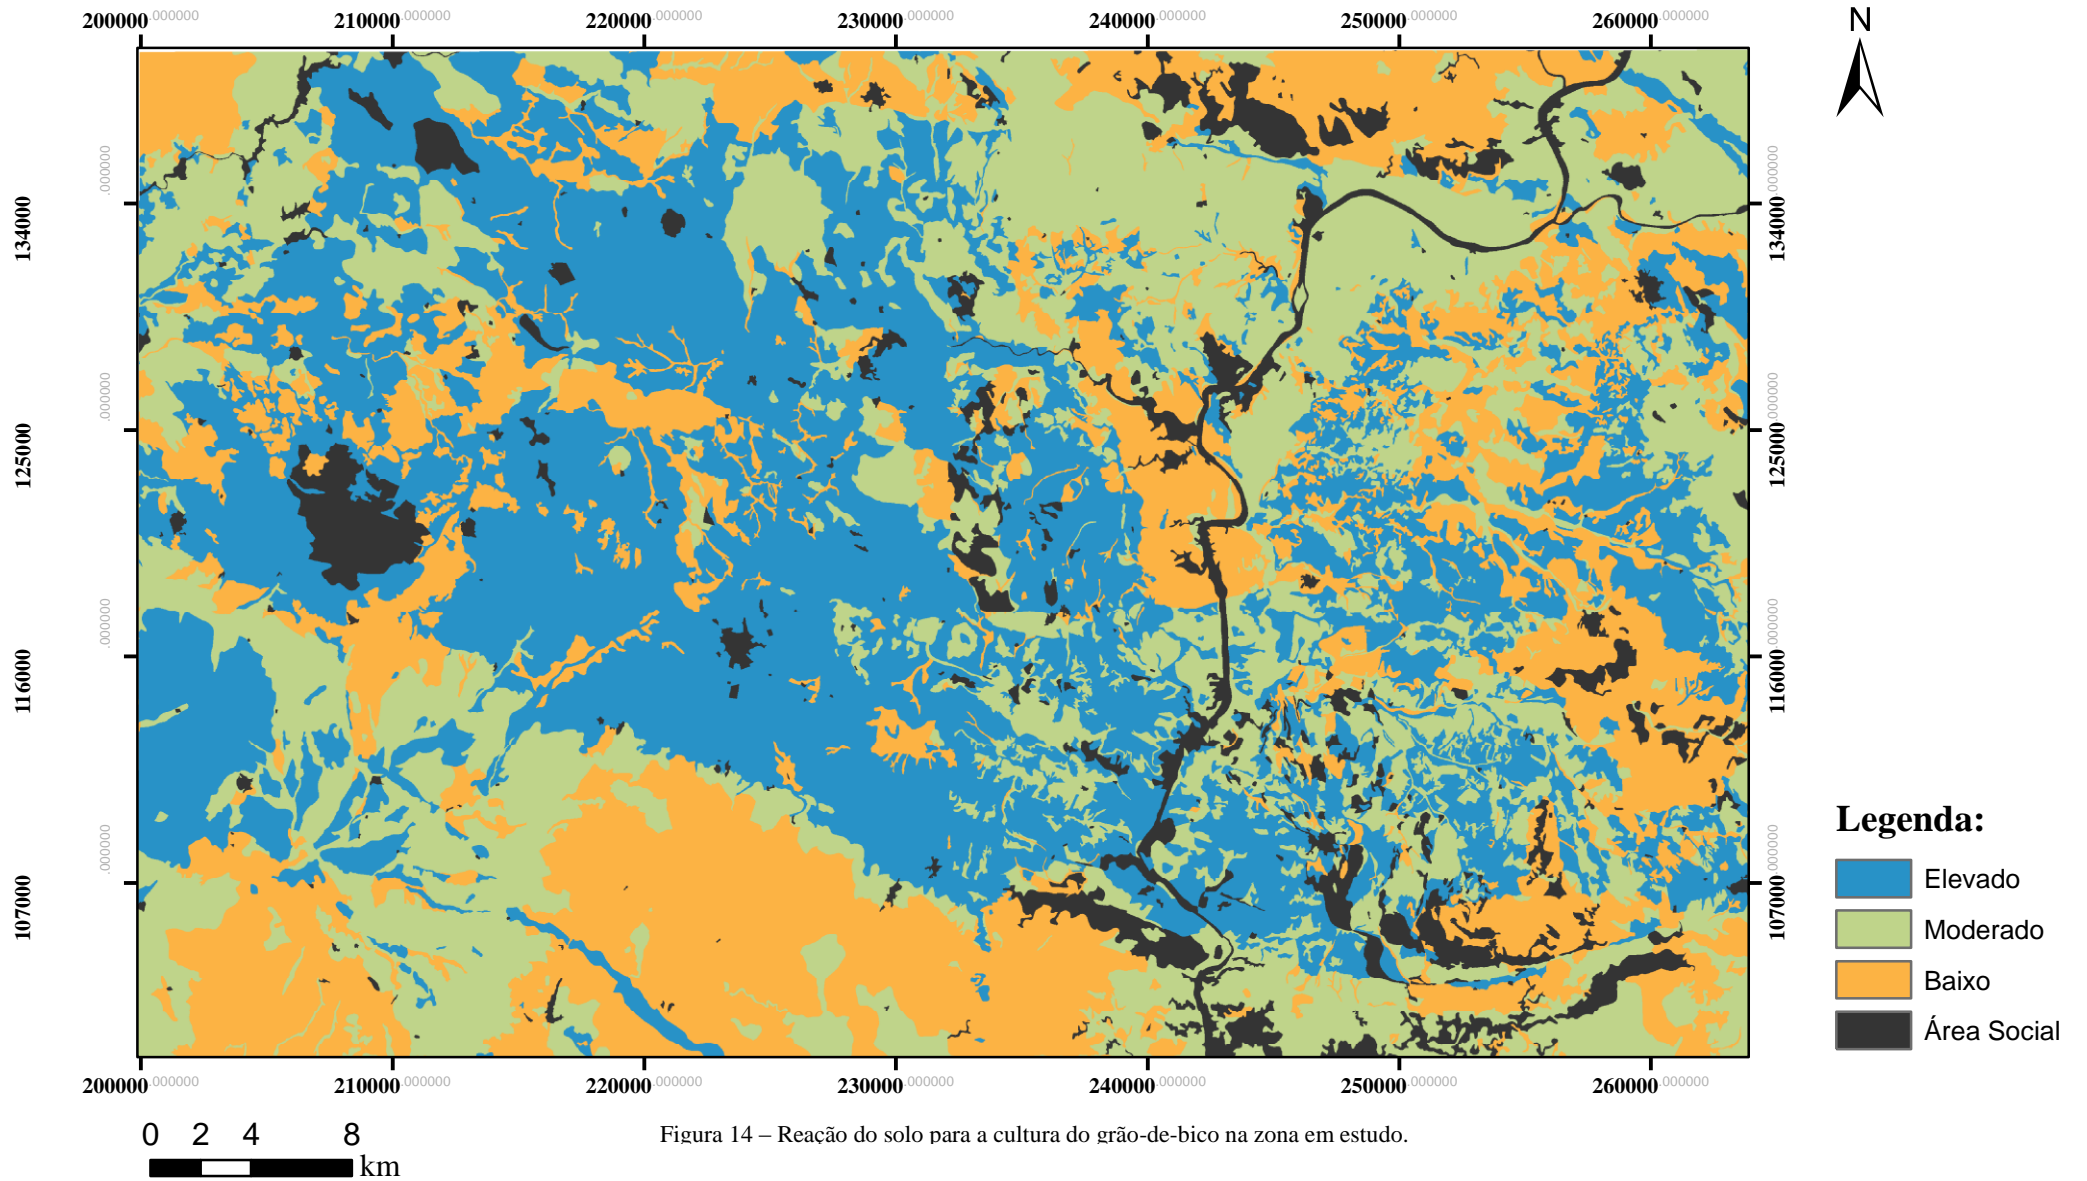 200000.000000 210000.000000 220000.000000 230000.000000 240000.000000 250000.000000 260000.000000
N
134000.000000
134000.000000
125000.000000
125000.000000
116000.000000
116000.000000
107000.000000
107000.000000
Legenda:
Elevado
Moderado
Baixo
Área Social
200000.000000 210000.000000 220000.000000 230000.000000 240000.000000 250000.000000 260000.000000
0 2 4 8
km
Figura 14 – Reação do solo para a cultura do grão-de-bico na zona em estudo.